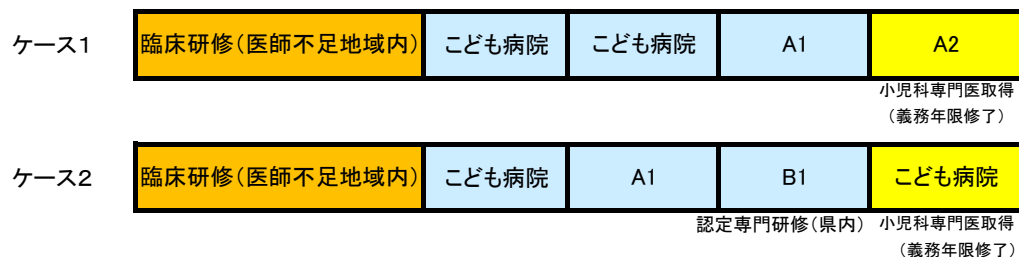 ケース1 臨床研修(医師不足地域内) こども病院 こども病院 A1 A2
小児科専門医取得
(義務年限修了)
ケース2 臨床研修(医師不足地域内) こども病院 A1 B1 こども病院
認定専門研修(県内) 小児科専門医取得
(義務年限修了)